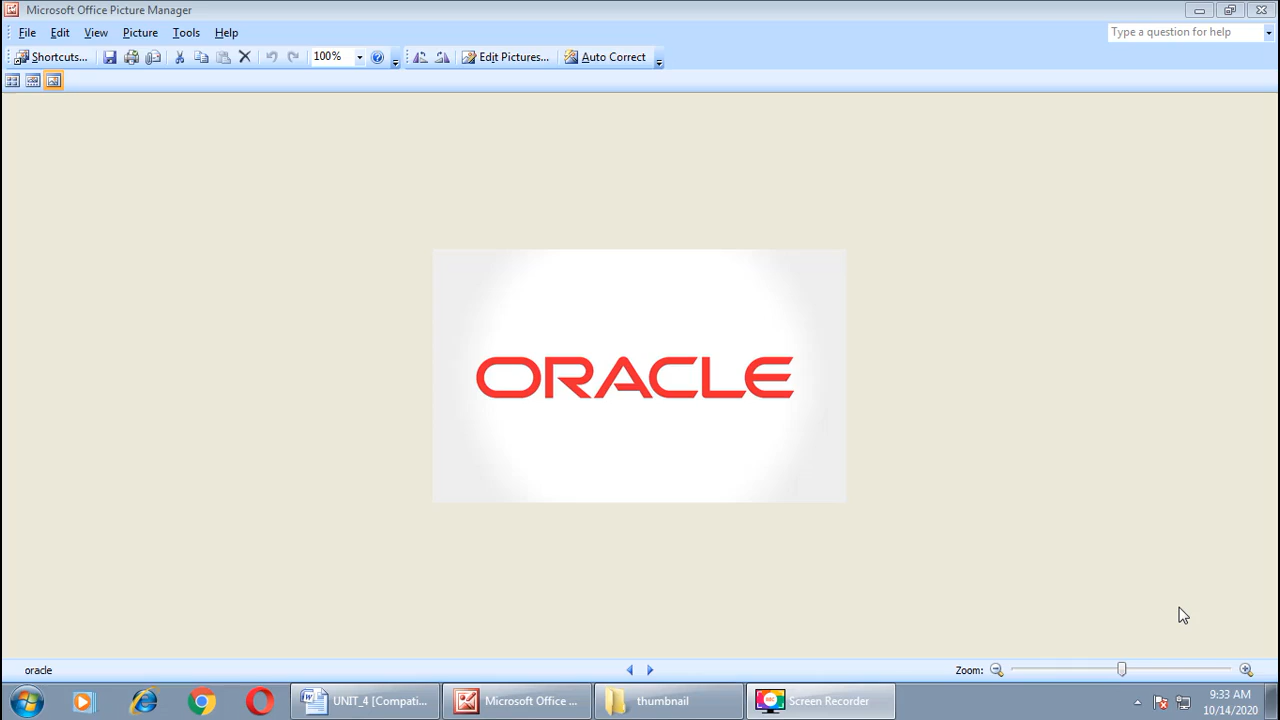 Microsoft Office Picture Manager
File Edit View Picture Tools Help
Type a question for help
Shortcuts... 100% Edit Pictures... Auto Correct
ORACLE
oracle
Zoom:
UNIT_4 [Compati... Microsoft Office ... thumbnail Screen Recorder
9:33 AM
10/14/2020